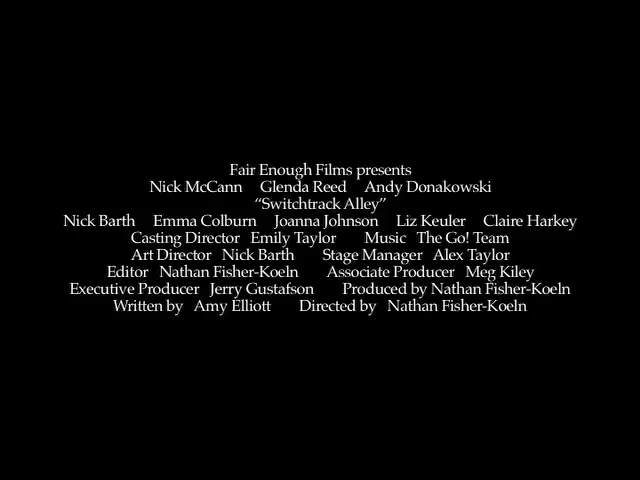 Fair Enough Films presents
Nick McCann Glenda Reed Andy Donakowski
“Switchtrack Alley”
Nick Barth Emma Colburn Joanna Johnson Liz Keuler Claire Harkey
Casting Director Emily Taylor Music The Go! Team
Art Director Nick Barth Stage Manager Alex Taylor
Editor Nathan Fisher-Koeln Associate Producer Meg Kiley
Executive Producer Jerry Gustafson Produced by Nathan Fisher-Koeln
Written by Amy Elliott Directed by Nathan Fisher-Koeln